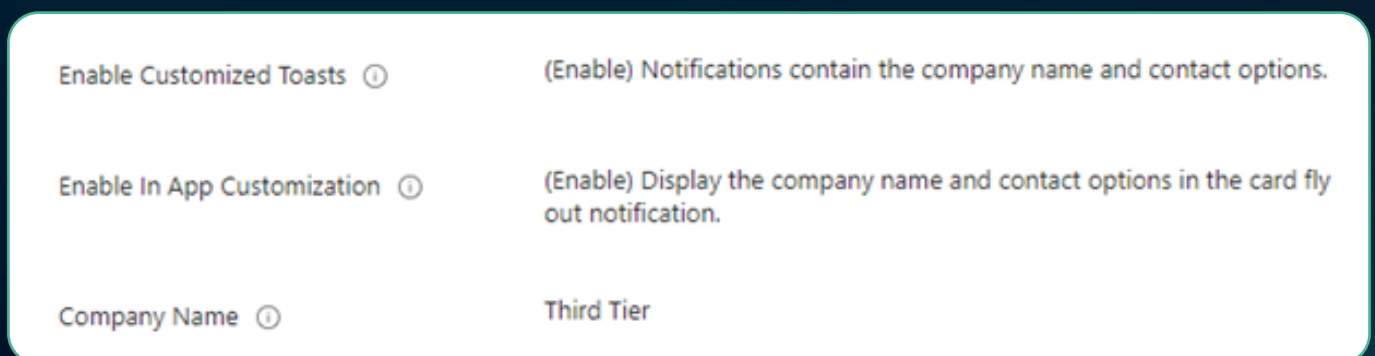 Enable Customized Toasts
(Enable) Notifications contain the company name and contact options.
Enable In App Customization
(Enable) Display the company name and contact options in the card fly
out notification.
Company Name
Third Tier